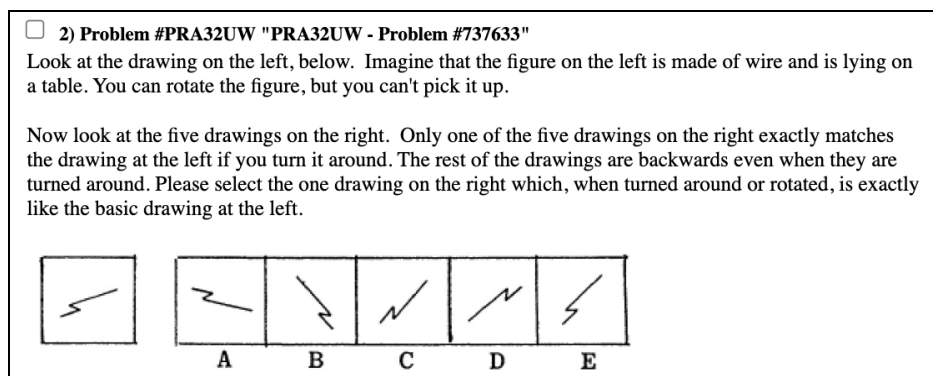 2) Problem #PRA32UW "PRA32UW - Problem #737633"
Look at the drawing on the left, below.  Imagine that the figure on the left is made of wire and is lying on
a table. You can rotate the figure, but you can't pick it up.
Now look at the five drawings on the right.  Only one of the five drawings on the right exactly matches
the drawing at the left if you turn it around. The rest of the drawings are backwards even when they are
turned around. Please select the one drawing on the right which, when turned around or rotated, is exactly
like the basic drawing at the left.
A B C D E